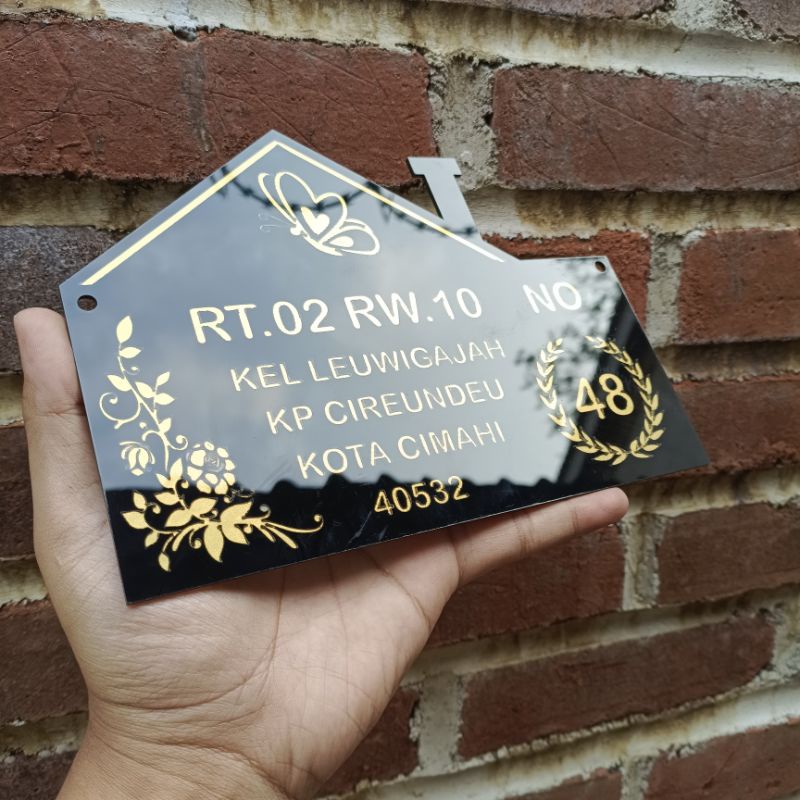 RT.02 RW.10 NO
KEL LEUWIGAJAH
KP CIREUNDEU
48
KOTA CIMAHI
40532